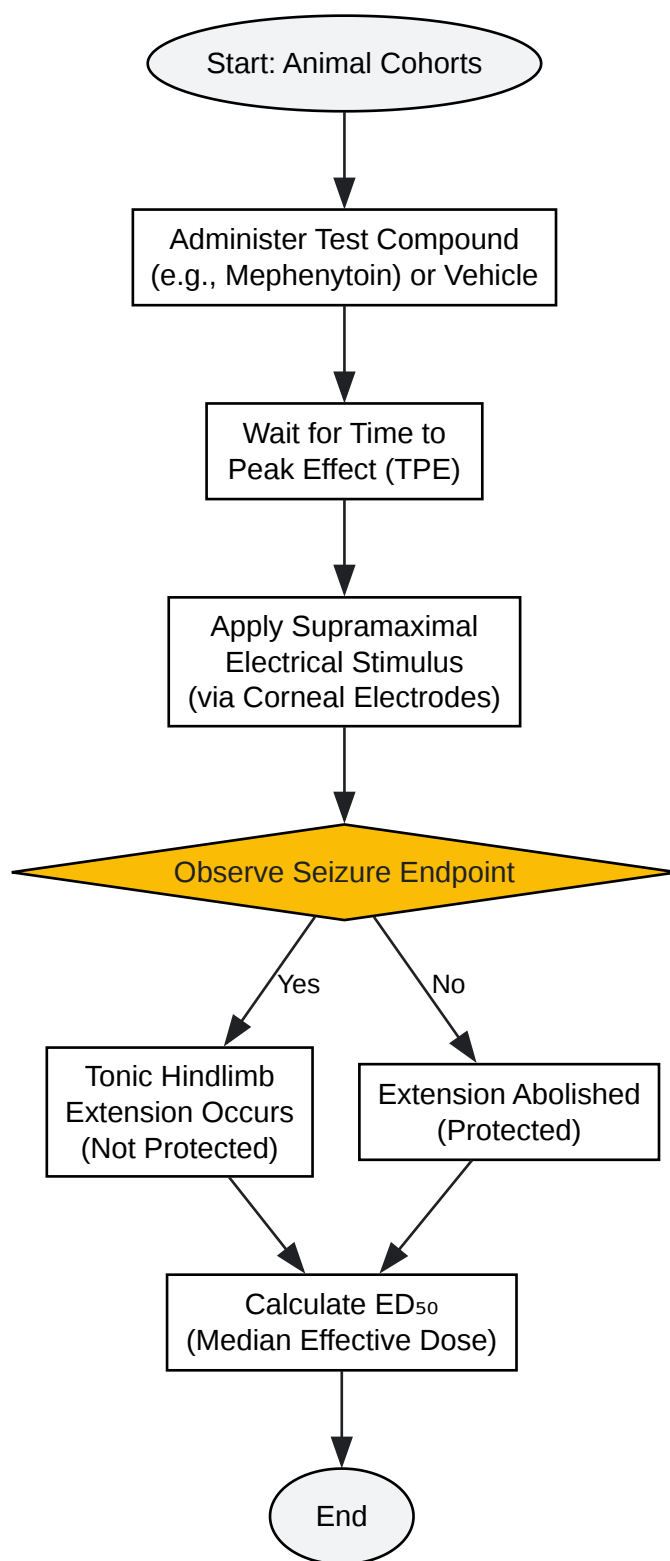 Start: Animal Cohorts
Administer Test Compound
(e.g., Mephenytoin) or Vehicle
Wait for Time to
Peak Effect (TPE)
Apply Supramaximal
Electrical Stimulus
(via Corneal Electrodes)
Observe Seizure Endpoint
Yes
No
Tonic Hindlimb
Extension Occurs
(Not Protected)
Extension Abolished
(Protected)
Calculate ED₅₀
(Median Effective Dose)
End